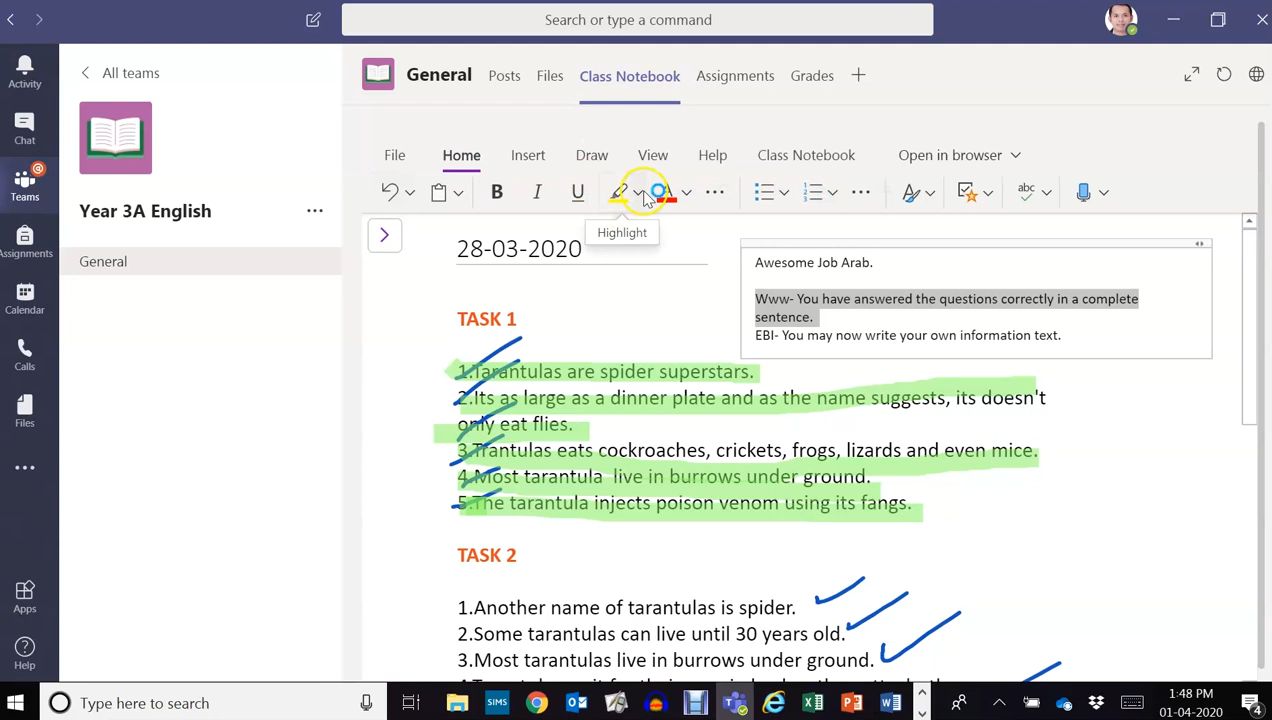 Search or type a command
Activity
Chat
Teams
Assignments
Calendar
Calls
Files
Apps
Help
All teams
Year 3A English
General
General Posts Files Class Notebook Assignments Grades
File Home Insert Draw View Help Class Notebook Open in browser
B I U A abc
Highlight
28-03-2020
Awesome Job Arab.
Www- You have answered the questions correctly in a complete
sentence.
EBI- You may now write your own information text.
TASK 1
1.Tarantulas are spider superstars.
2.Its as large as a dinner plate and as the name suggests, its doesn't
only eat flies.
3.Trantulas eats cockroaches, crickets, frogs, lizards and even mice.
4.Most tarantula live in burrows under ground.
5.The tarantula injects poison venom using its fangs.
TASK 2
1.Another name of tarantulas is spider.
2.Some tarantulas can live until 30 years old.
3.Most tarantulas live in burrows under ground.
Type here to search
SIMS
1:48 PM
01-04-2020
4